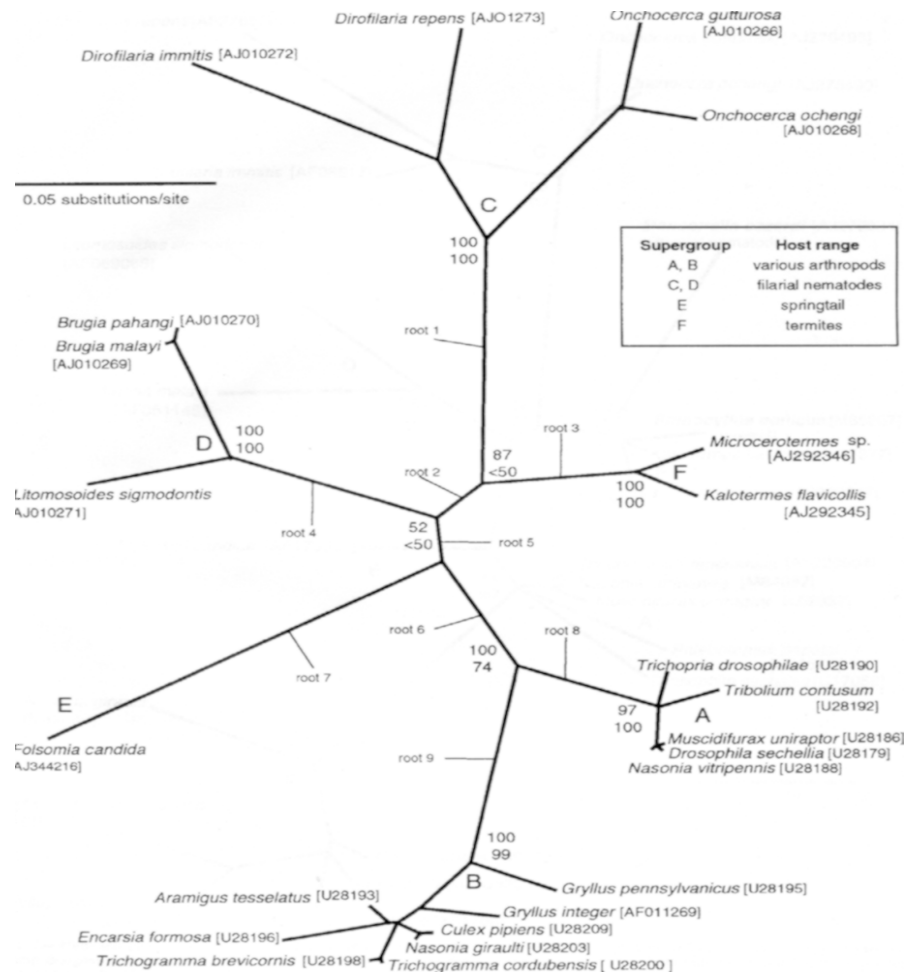 Dirofilaria repens [AJO1273]
Onchocerca gutturosa
[AJ010266]
Dirofilaria immitis [AJ010272]
Onchocerca ochengi
[AJ010268]
0.05 substitutions/site
C
100
100
Supergroup Host range
A, B various arthropods
C, D filarial nematodes
E springtail
F termites
Brugia pahangi [AJ010270]
Brugia malayi
[AJ010269]
root 1
D
100
100
Litomosoides sigmodontis
AJ010271]
root 4
root 2
87
<50
root 3
Microcerotermes sp.
[AJ292346]
F
100
100
Kalotermes flavicollis
[AJ292345]
52
<50
root 5
root 6
root 8
100
74
root 7
E
Folsomia candida
AJ344216]
Trichopria drosophilae [U28190]
Tribolium confusum
[U28192]
97
100
A
Muscidifurax uniraptor [U28186]
Drosophila sechellia [U28179]
Nasonia vitripennis [U28188]
root 9
100
99
B
Gryllus pennsylvanicus [U28195]
Aramigus tesselatus [U28193]
Gryllus integer [AF011269]
Culex pipiens [U28209]
Encarsia formosa [U28196]
Nasonia giraulti [U28203]
Trichogramma brevicornis [U28198]
Trichogramma cordubensis [U28200]